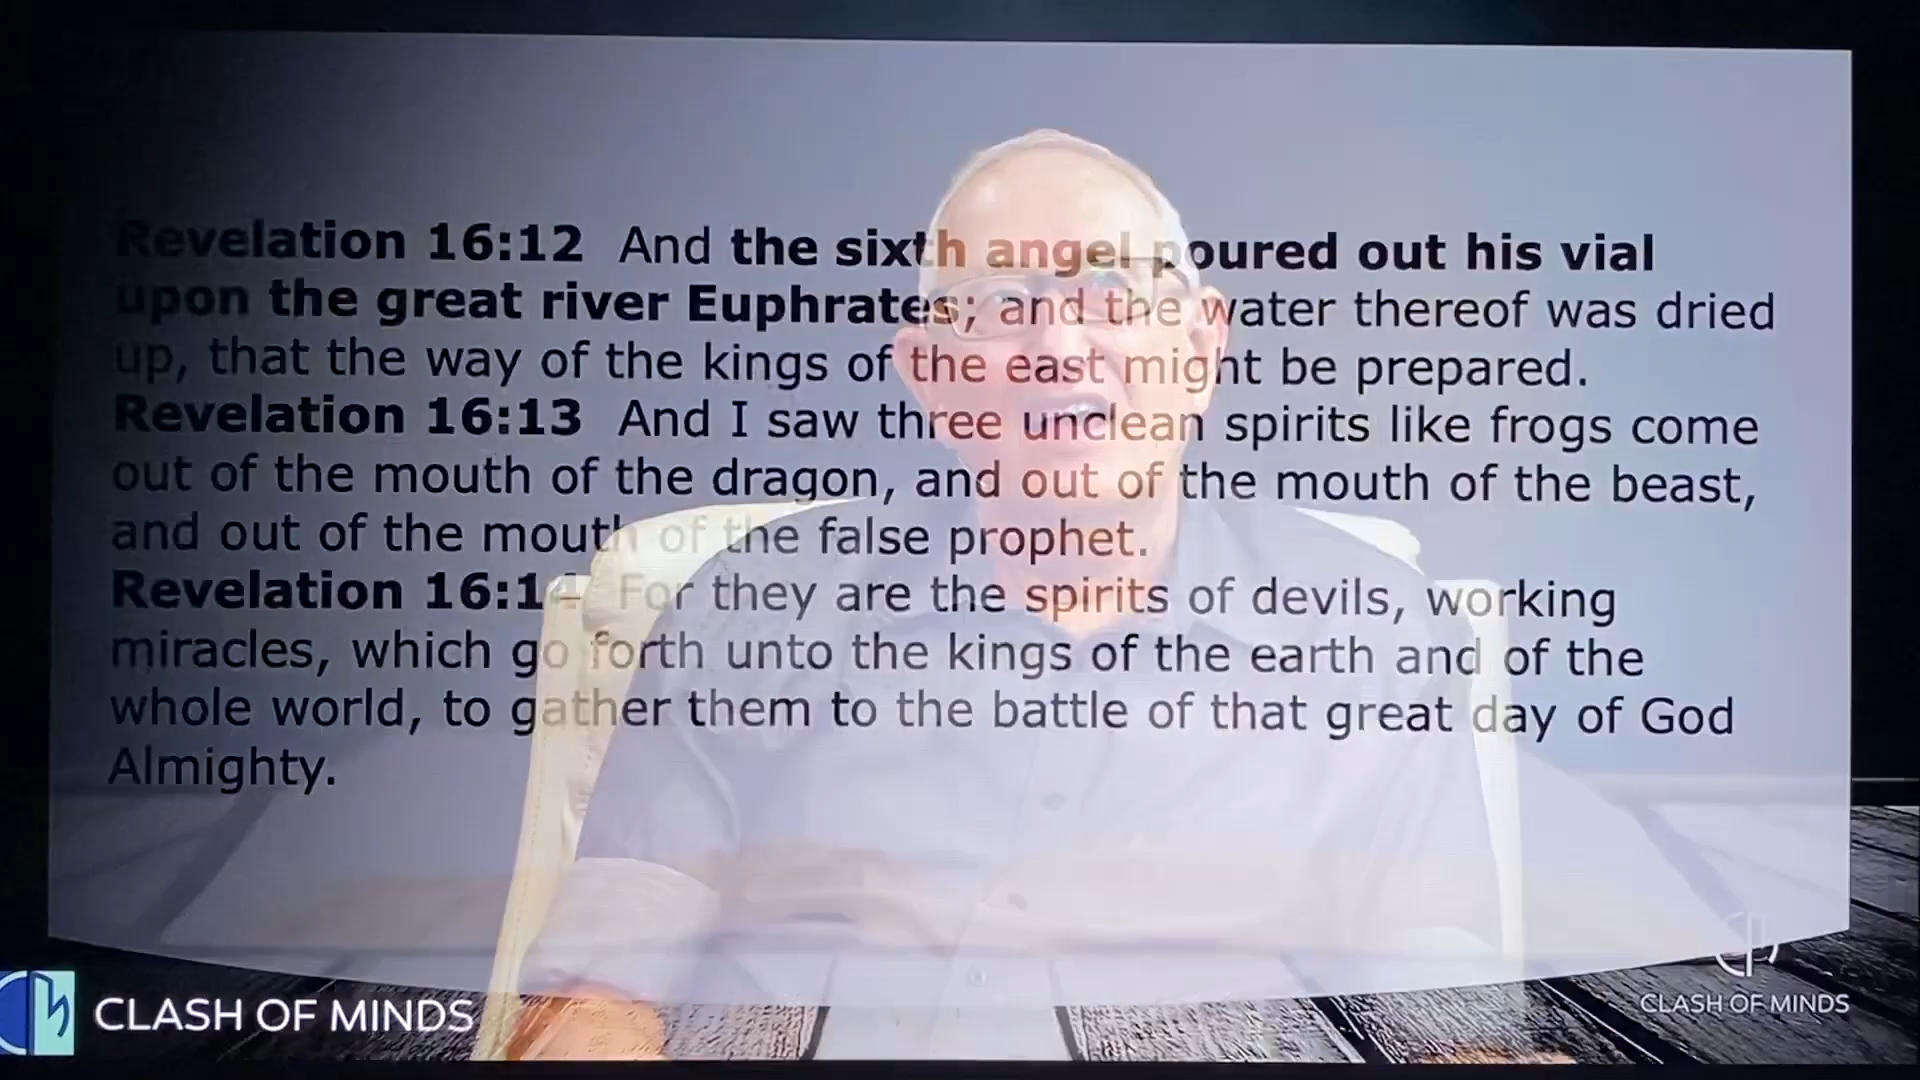 Revelation 16:12 And the sixth angel poured out his vial
upon the great river Euphrates; and the water thereof was dried
up, that the way of the kings of the east might be prepared.
Revelation 16:13 And I saw three unclean spirits like frogs come
out of the mouth of the dragon, and out of the mouth of the beast,
and out of the mouth of the false prophet.
Revelation 16:14 For they are the spirits of devils, working
miracles, which go forth unto the kings of the earth and of the
whole world, to gather them to the battle of that great day of God
Almighty.
CLASH OF MINDS
CLASH OF MINDS